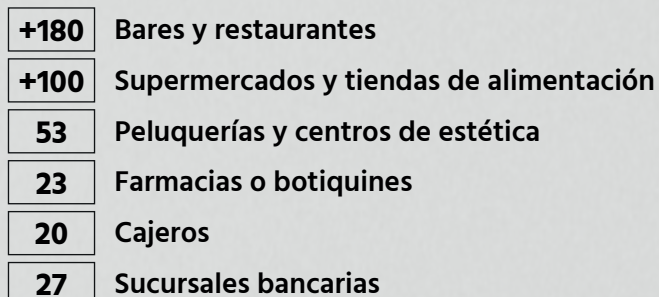 +180 Bares y restaurantes
+100 Supermercados y tiendas de alimentación
53 Peluquerías y centros de estética
23 Farmacias o botiquines
20 Cajeros
27 Sucursales bancarias